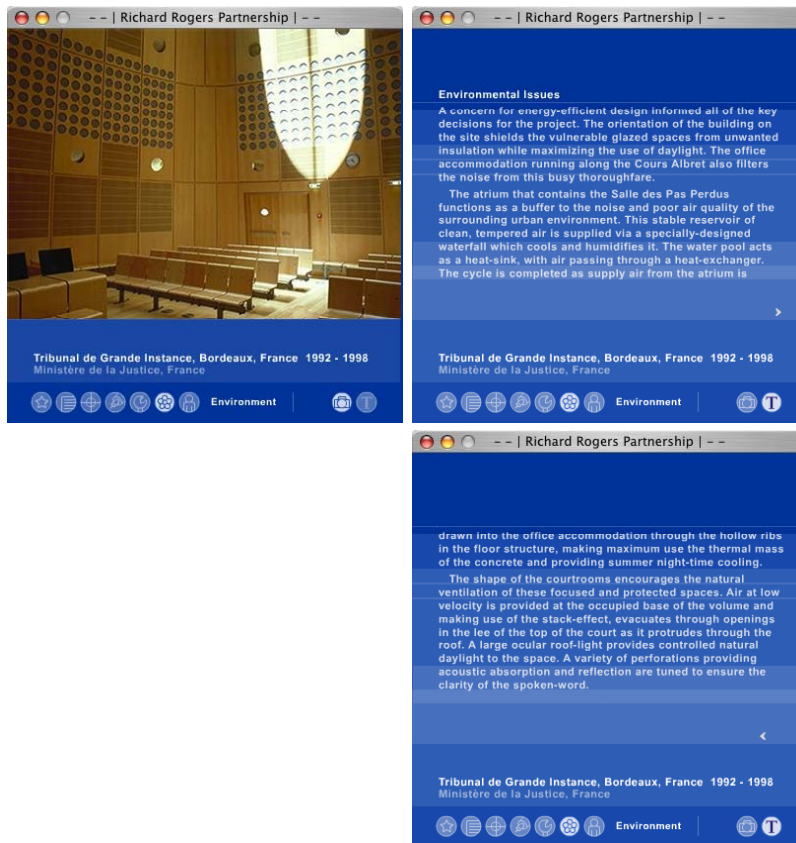 – – | Richard Rogers Partnership | – –
Tribunal de Grande Instance, Bordeaux, France 1992 - 1998
Ministère de la Justice, France
Environment
T
– – | Richard Rogers Partnership | – –
Environmental Issues
A concern for energy-efficient design informed all of the key
decisions for the project. The orientation of the building on
the site shields the vulnerable glazed spaces from unwanted
insulation while maximizing the use of daylight. The office
accommodation running along the Cours Albret also filters
the noise from this busy thoroughfare.
The atrium that contains the Salle des Pas Perdus
functions as a buffer to the noise and poor air quality of the
surrounding urban environment. This stable reservoir of
clean, tempered air is supplied via a specially-designed
waterfall which cools and humidifies it. The water pool acts
as a heat-sink, with air passing through a heat-exchanger.
The cycle is completed as supply air from the atrium is
Tribunal de Grande Instance, Bordeaux, France 1992 - 1998
Ministère de la Justice, France
Environment
T
– – | Richard Rogers Partnership | – –
drawn into the office accommodation through the hollow ribs
in the floor structure, making maximum use the thermal mass
of the concrete and providing summer night-time cooling.
The shape of the courtrooms encourages the natural
ventilation of these focused and protected spaces. Air at low
velocity is provided at the occupied base of the volume and
making use of the stack-effect, evacuates through openings
in the lee of the top of the court as it protrudes through the
roof. A large ocular roof-light provides controlled natural
daylight to the space. A variety of perforations providing
acoustic absorption and reflection are tuned to ensure the
clarity of the spoken-word.
Tribunal de Grande Instance, Bordeaux, France 1992 - 1998
Ministère de la Justice, France
Environment
T